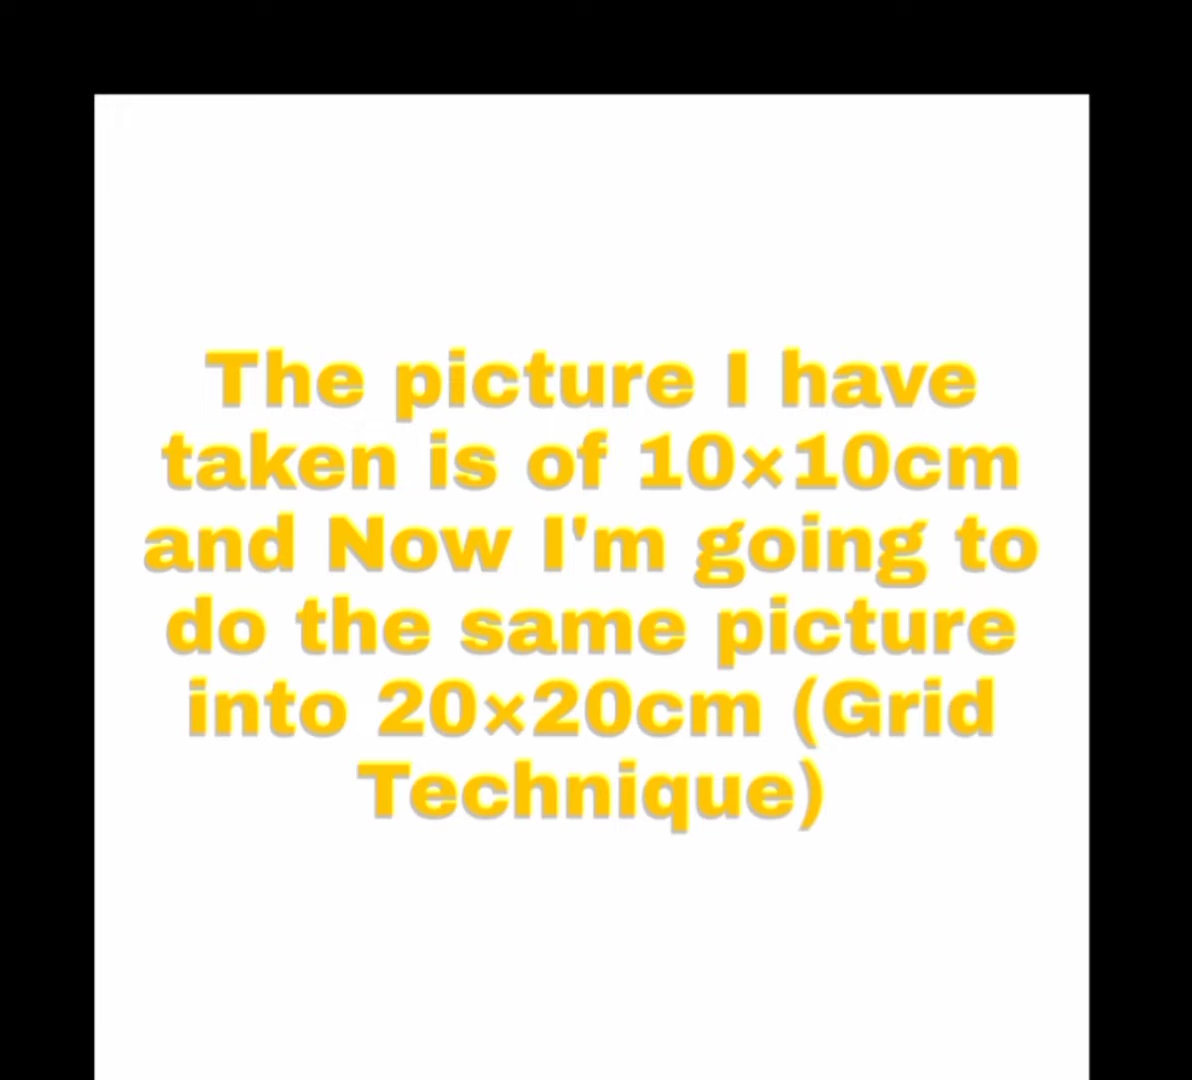 The picture I have
taken is of 10×10cm
and Now I'm going to
do the same picture
into 20×20cm (Grid
Technique)